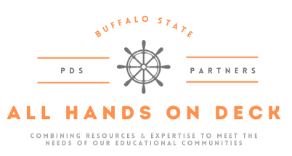 BUFFALO STATE
PDS PARTNERS
ALL HANDS ON DECK
COMBINING RESOURCES & EXPERTISE TO MEET THE
NEEDS OF OUR EDUCATIONAL COMMUNITIES